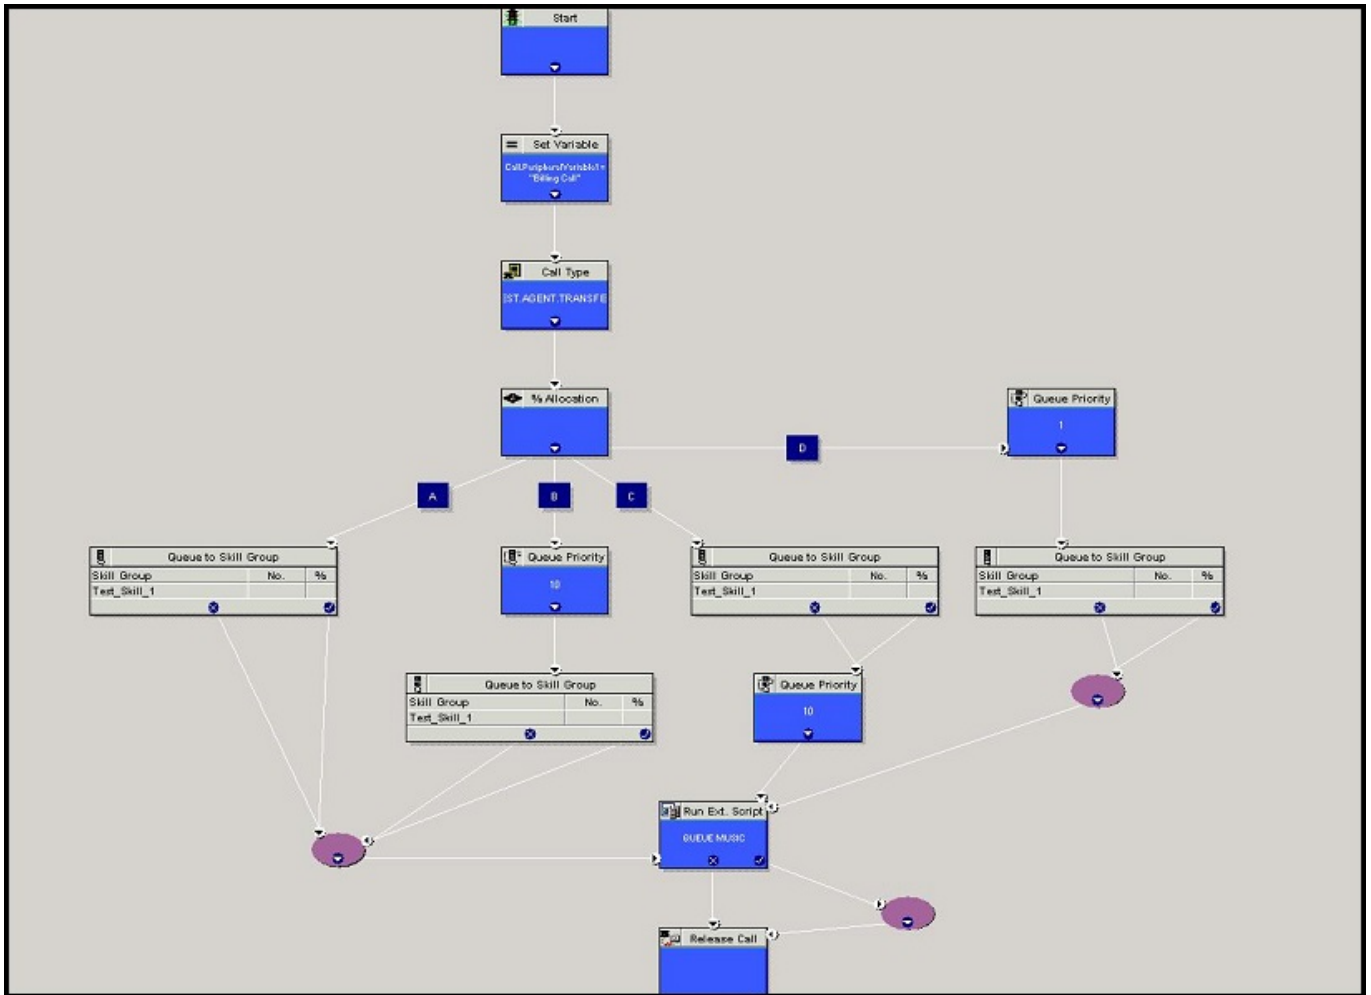 Start
Set Variable
Call.PeripheralVariable1=
"Billing Call"
Call Type
EST.AGENT.TRANSFE
% Allocation
Queue Priority
1
D
A
B
C
Queue to Skill Group
Skill Group No. %
Test_Skill_1
Queue Priority
10
Queue to Skill Group
Skill Group No. %
Test_Skill_1
Queue to Skill Group
Skill Group No. %
Test_Skill_1
Queue to Skill Group
Skill Group No. %
Test_Skill_1
Queue Priority
10
Run Ext. Script
QUEUE MUSIC
Release Call